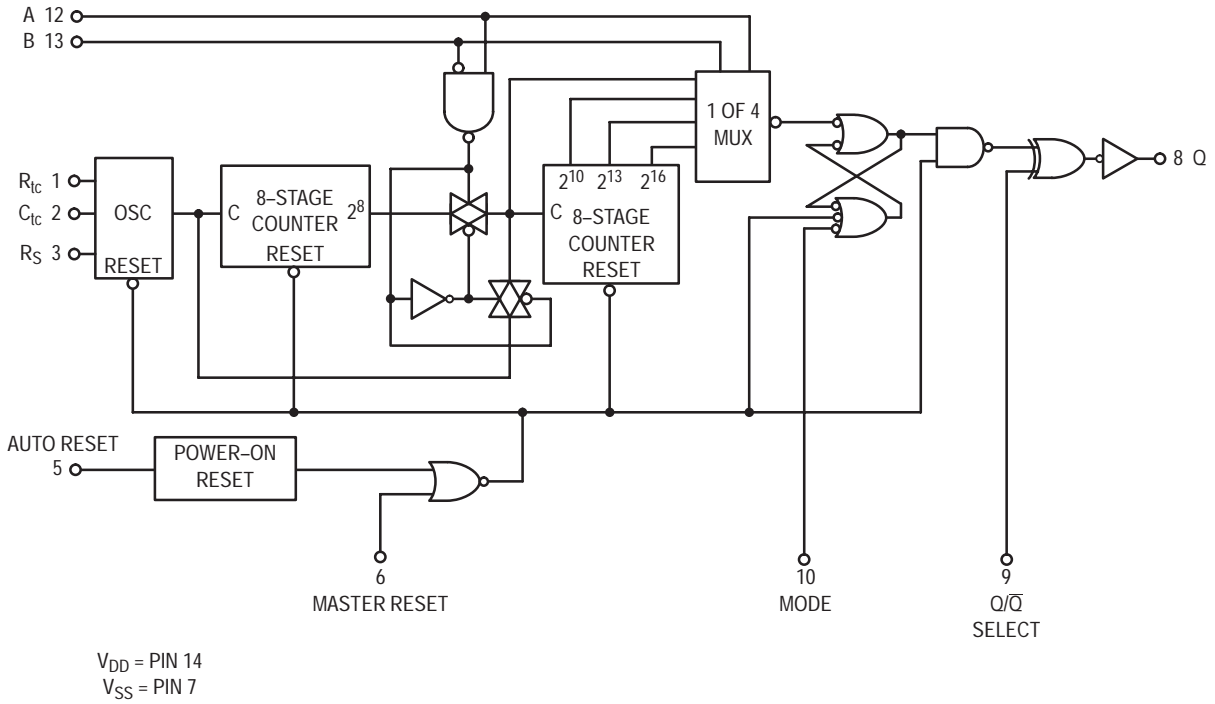 A 12
B 13
1 OF 4
MUX
8 Q
R_tc 1
C_tc 2
R_S 3
OSC
RESET
C
8–STAGE
COUNTER
RESET
2^8
2^10 2^13 2^16
C
8–STAGE
COUNTER
RESET
AUTO RESET
5
POWER–ON
RESET
6
MASTER RESET
10
MODE
9
Q/Q̅
SELECT
V_DD = PIN 14
V_SS = PIN 7